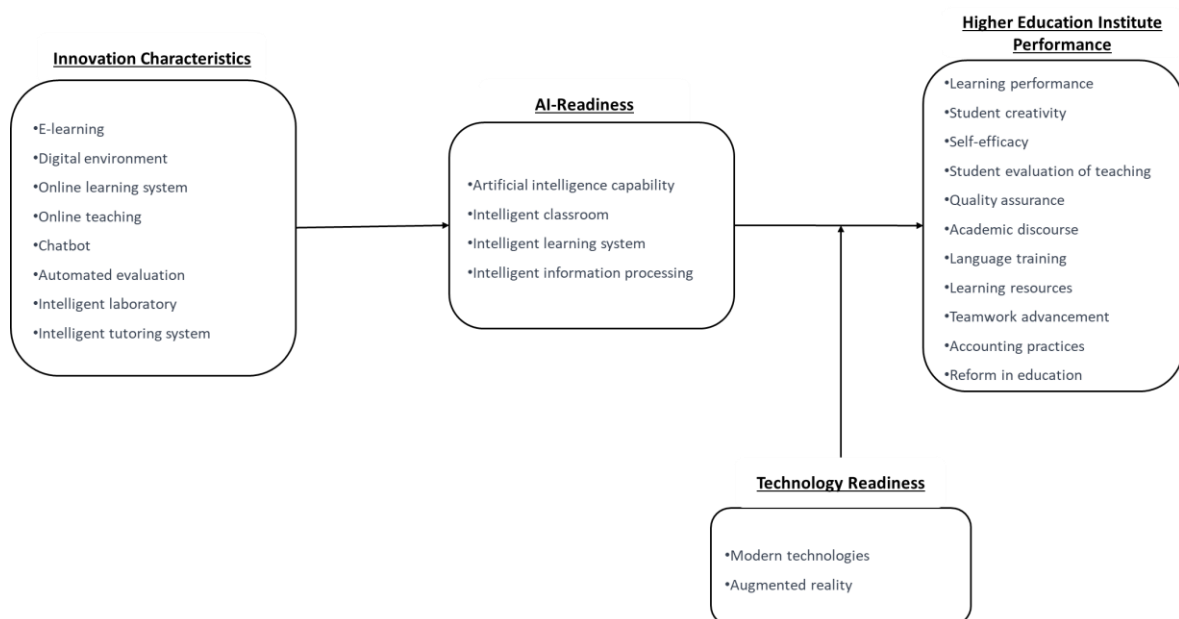 Innovation Characteristics
•E-learning
•Digital environment
•Online learning system
•Online teaching
•Chatbot
•Automated evaluation
•Intelligent laboratory
•Intelligent tutoring system
AI-Readiness
•Artificial intelligence capability
•Intelligent classroom
•Intelligent learning system
•Intelligent information processing
Higher Education Institute
Performance
•Learning performance
•Student creativity
•Self-efficacy
•Student evaluation of teaching
•Quality assurance
•Academic discourse
•Language training
•Learning resources
•Teamwork advancement
•Accounting practices
•Reform in education
Technology Readiness
•Modern technologies
•Augmented reality